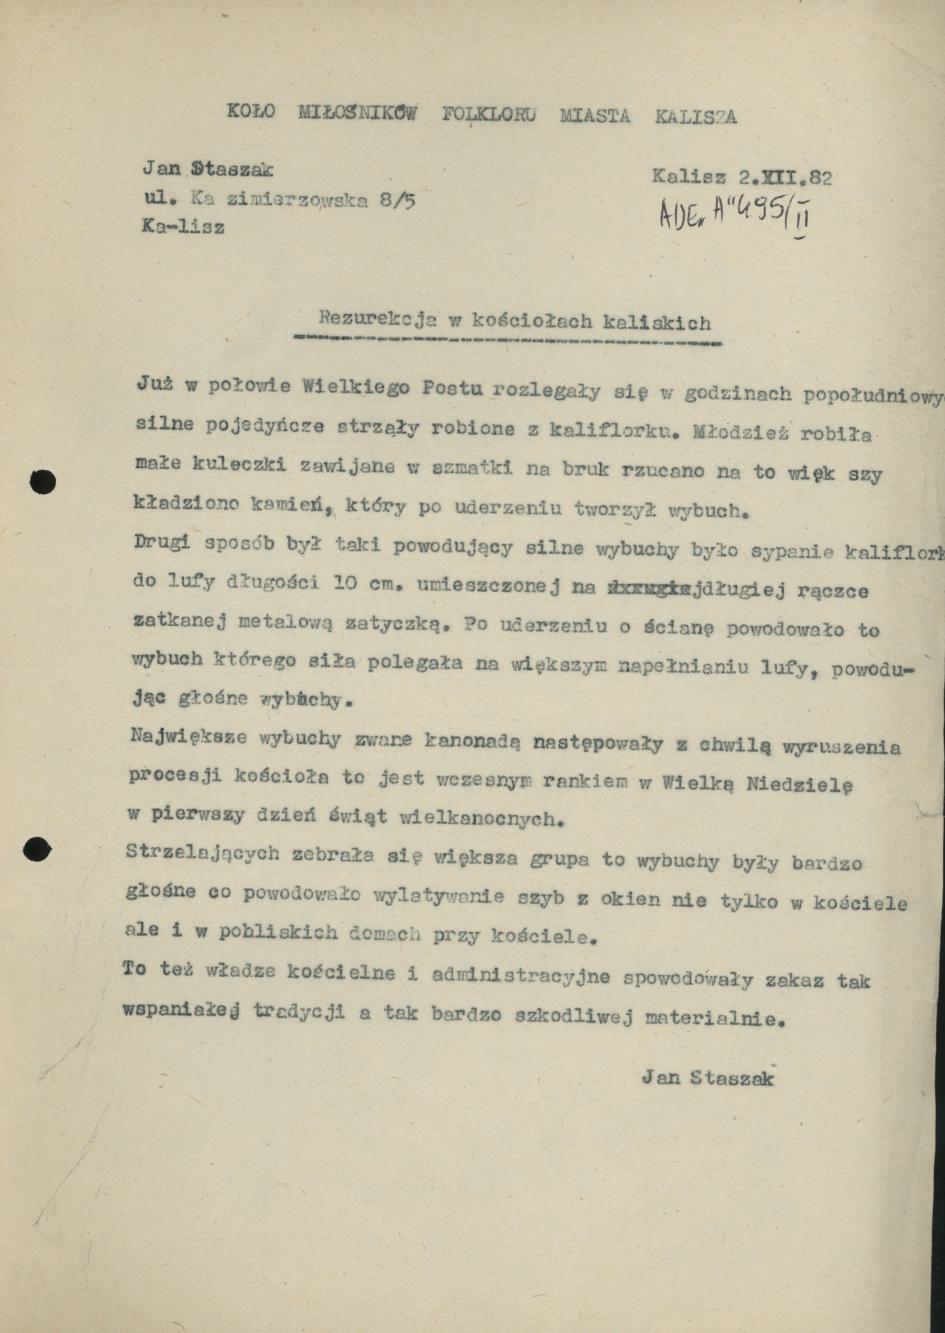 KOŁO MIŁOŚNIKÓW FOLKLORU MIASTA KALISZA
Jan Staszak
Kalisz 2.XII.82
ul. Ka zimierzowska 8/5
ADE. A"495/II
Ka-lisz
Rezurekcja w kościołach kaliskich
Już w połowie Wielkiego Postu rozlegały się w godzinach popołudniowy
silne pojedyńcze strzały robione z kaliflorku. Młodzież robiła
małe kuleczki zawijane w szmatki na bruk rzucano na to więk szy
kładziono kamień, który po uderzeniu tworzył wybuch.
Drugi sposób był taki powodujący silne wybuchy było sypanie kaliflork
do lufy długości 10 cm. umieszczonej na jdługiej rączce
zatkanej metalową zatyczką. Po uderzeniu o ścianę powodowało to
wybuch którego siła polegała na większym napełnianiu lufy, powodu-
jąc głośne wybuchy.
Największe wybuchy zwane kanonadą następowały z chwilą wyruszenia
procesji kościoła to jest wczesnym rankiem w Wielką Niedzielę
w pierwszy dzień świąt wielkanocnych.
Strzelających zebrała się większa grupa to wybuchy były bardzo
głośne co powodowało wylatywanie szyb z okien nie tylko w kościele
ale i w pobliskich domach przy kościele.
To też władze kościelne i administracyjne spowodowały zakaz tak
wspaniałej tradycji a tak bardzo szkodliwej materialnie.
Jan Staszak